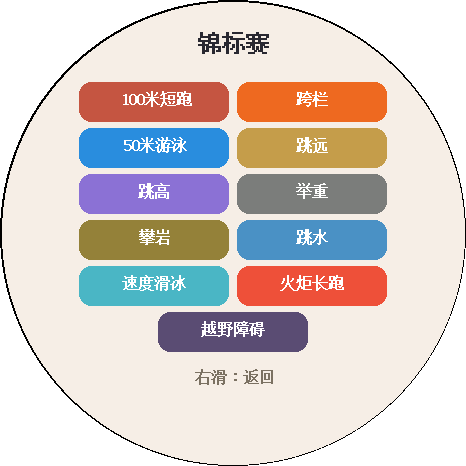 锦标赛
100米短跑
跨栏
50米游泳
跳远
跳高
举重
攀岩
跳水
速度滑冰
火炬长跑
越野障碍
右滑：返回